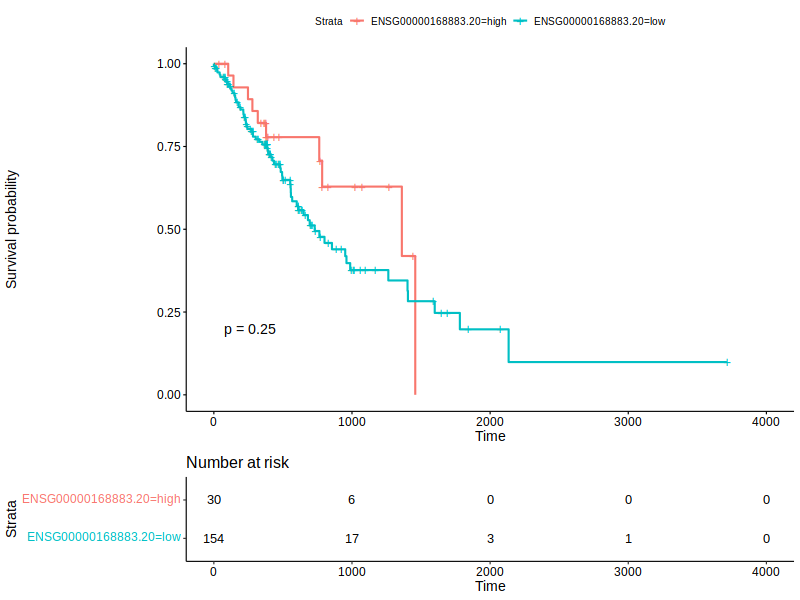 Strata ENSG00000168883.20=high ENSG00000168883.20=low
Survival probability
1.00
0.75
0.50
0.25
0.00
p = 0.25
0 1000 2000 3000 4000
Time
Number at risk
Strata
ENSG00000168883.20=high 30 6 0 0 0
ENSG00000168883.20=low 154 17 3 1 0
0 1000 2000 3000 4000
Time